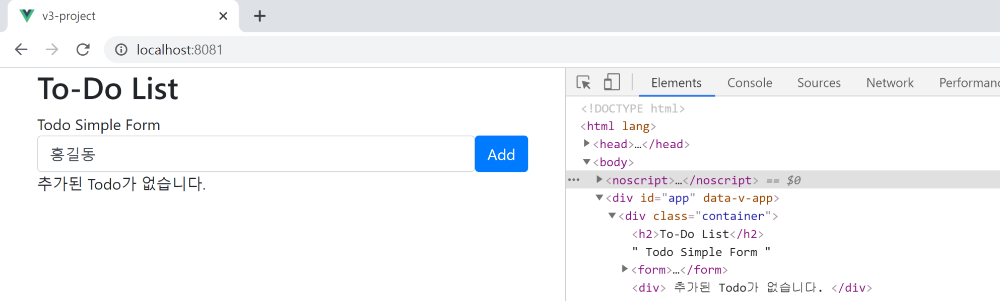 v3-project
localhost:8081
To-Do List
Todo Simple Form
홍길동
Add
추가된 Todo가 없습니다.
Elements Console Sources Network Performanc
<!DOCTYPE html>
<html lang>
<head>…</head>
<body>
<noscript>…</noscript> == $0
<div id="app" data-v-app>
<div class="container">
<h2>To-Do List</h2>
" Todo Simple Form "
<form>…</form>
<div> 추가된 Todo가 없습니다. </div>